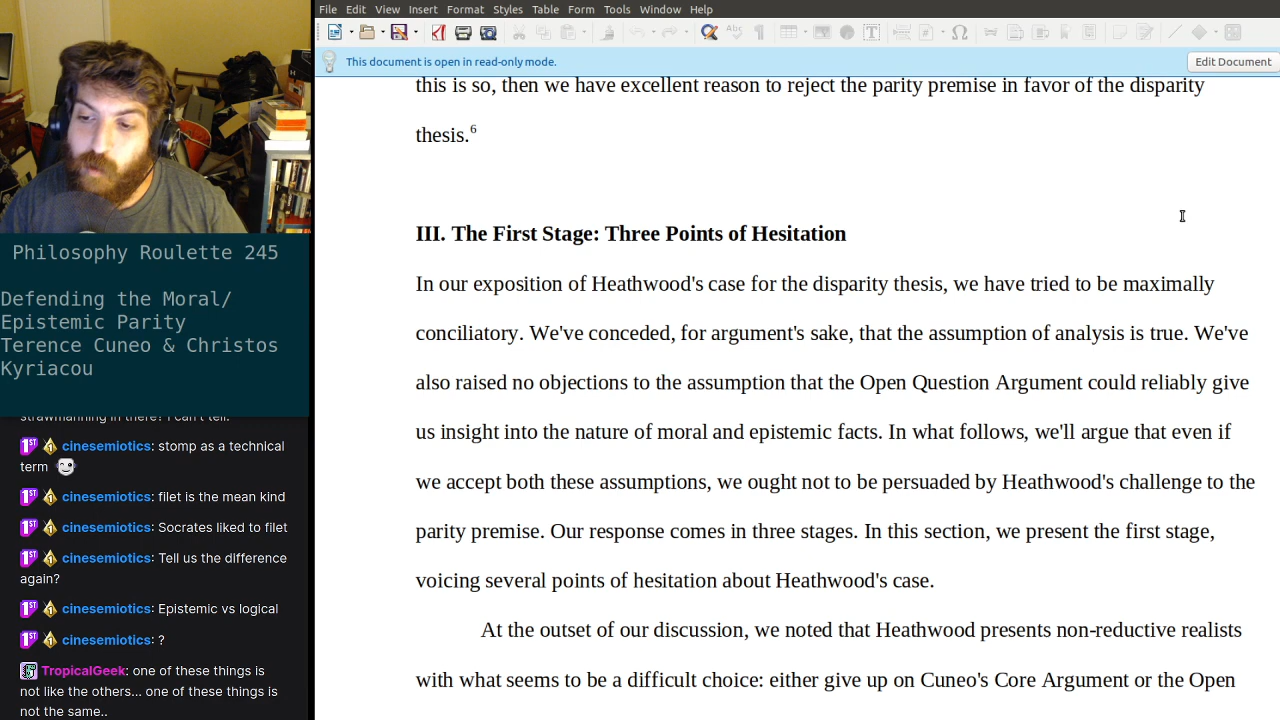 File Edit View Insert Format Styles Table Form Tools Window Help
This document is open in read-only mode.
Edit Document
this is so, then we have excellent reason to reject the parity premise in favor of the disparity
thesis.6
III. The First Stage: Three Points of Hesitation
In our exposition of Heathwood's case for the disparity thesis, we have tried to be maximally
conciliatory. We've conceded, for argument's sake, that the assumption of analysis is true. We've
also raised no objections to the assumption that the Open Question Argument could reliably give
us insight into the nature of moral and epistemic facts. In what follows, we'll argue that even if
we accept both these assumptions, we ought not to be persuaded by Heathwood's challenge to the
parity premise. Our response comes in three stages. In this section, we present the first stage,
voicing several points of hesitation about Heathwood's case.
At the outset of our discussion, we noted that Heathwood presents non-reductive realists
with what seems to be a difficult choice: either give up on Cuneo's Core Argument or the Open
Philosophy Roulette 245
Defending the Moral/
Epistemic Parity
Terence Cuneo & Christos
Kyriacou
strawmanning in there? I can't tell.
1ST cinesemiotics: stomp as a technical
term
1ST cinesemiotics: filet is the mean kind
1ST cinesemiotics: Socrates liked to filet
1ST cinesemiotics: Tell us the difference
again?
1ST cinesemiotics: Epistemic vs logical
1ST cinesemiotics: ?
TropicalGeek: one of these things is
not like the others... one of these things is
not the same..